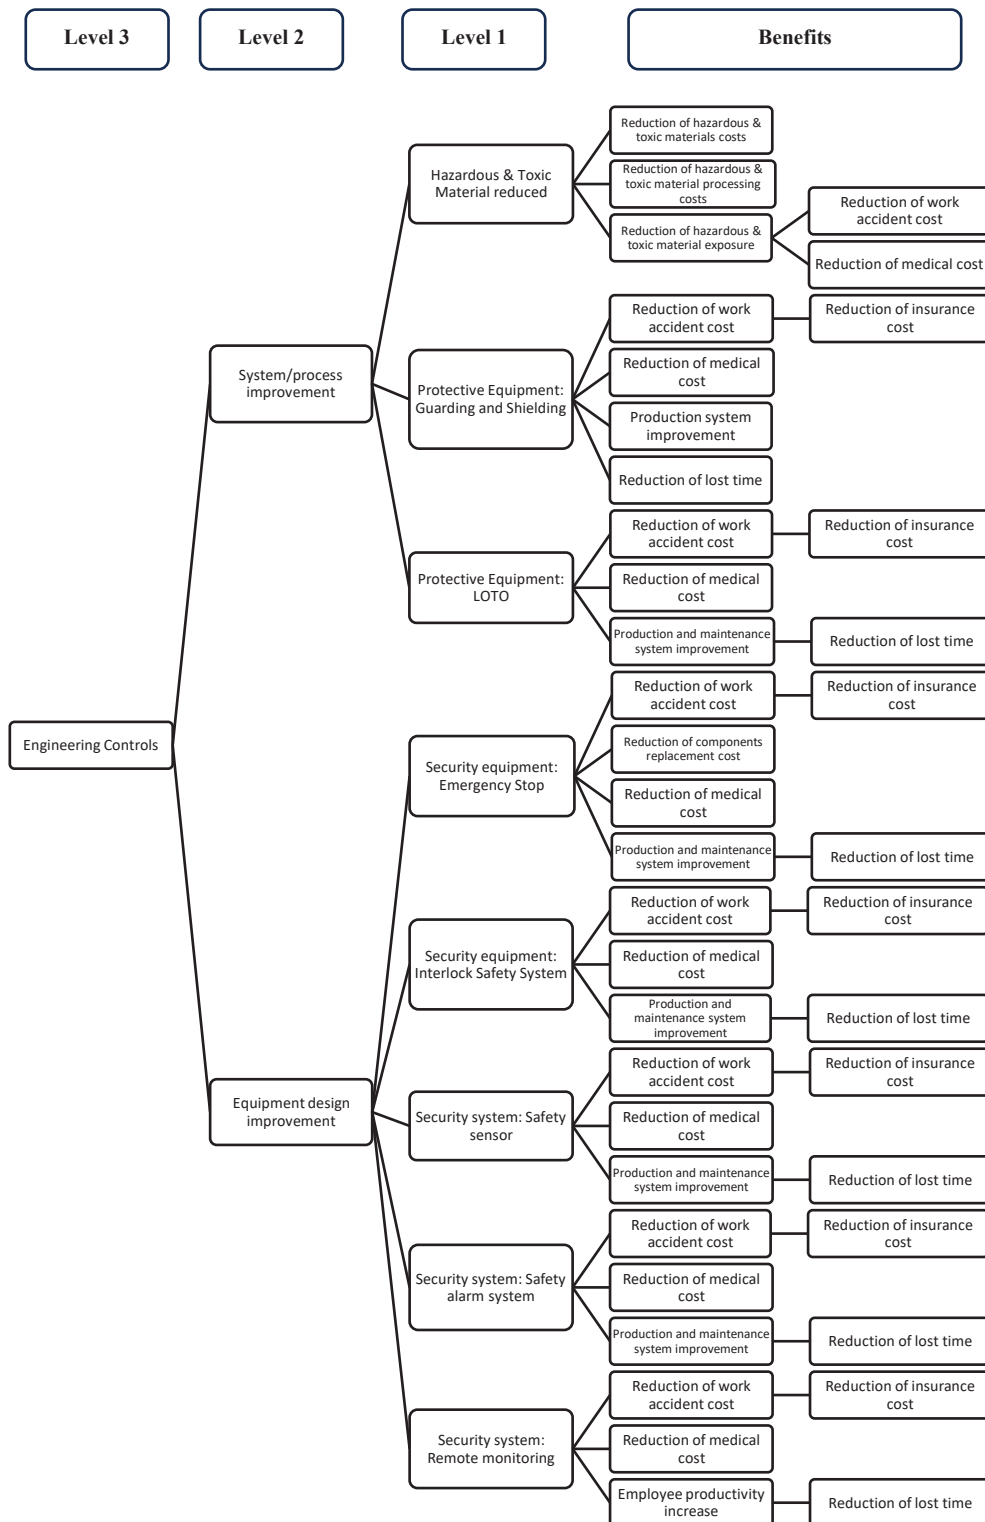 Level 3
Level 2
Level 1
Benefits
Engineering Controls
System/process
improvement
Hazardous & Toxic
Material reduced
Reduction of hazardous &
toxic materials costs
Reduction of hazardous &
toxic material processing
costs
Reduction of hazardous &
toxic material exposure
Reduction of work
accident cost
Reduction of medical cost
Protective Equipment:
Guarding and Shielding
Reduction of work
accident cost
Reduction of insurance
cost
Reduction of medical
cost
Production system
improvement
Reduction of lost time
Protective Equipment:
LOTO
Reduction of work
accident cost
Reduction of insurance
cost
Reduction of medical
cost
Production and maintenance
system improvement
Reduction of lost time
Equipment design
improvement
Security equipment:
Emergency Stop
Reduction of work
accident cost
Reduction of insurance
cost
Reduction of components
replacement cost
Reduction of medical
cost
Production and maintenance
system improvement
Reduction of lost time
Security equipment:
Interlock Safety System
Reduction of work
accident cost
Reduction of insurance
cost
Reduction of medical
cost
Production and
maintenance system
improvement
Reduction of lost time
Security system: Safety
sensor
Reduction of work
accident cost
Reduction of insurance
cost
Reduction of medical
cost
Production and maintenance
system improvement
Reduction of lost time
Security system: Safety
alarm system
Reduction of work
accident cost
Reduction of insurance
cost
Reduction of medical
cost
Production and maintenance
system improvement
Reduction of lost time
Security system:
Remote monitoring
Reduction of work
accident cost
Reduction of insurance
cost
Reduction of medical
cost
Employee productivity
increase
Reduction of lost time